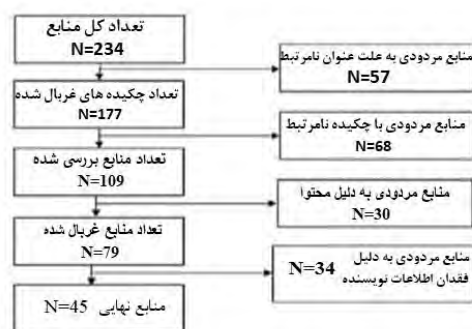 تعداد کل منابع
N=234
منابع مردودی به علت عنوان نامرتبط
N=57
تعداد چکیده های غربال شده
N=177
منابع مردودی با چکیده نامرتبط
N=68
تعداد منابع بررسی شده
N=109
منابع مردودی به دلیل محتوا
N=30
تعداد منابع غربال شده
N=79
منابع مردودی به دلیل N=34
فقدان اطلاعات نویسنده
منابع نهایی N=45